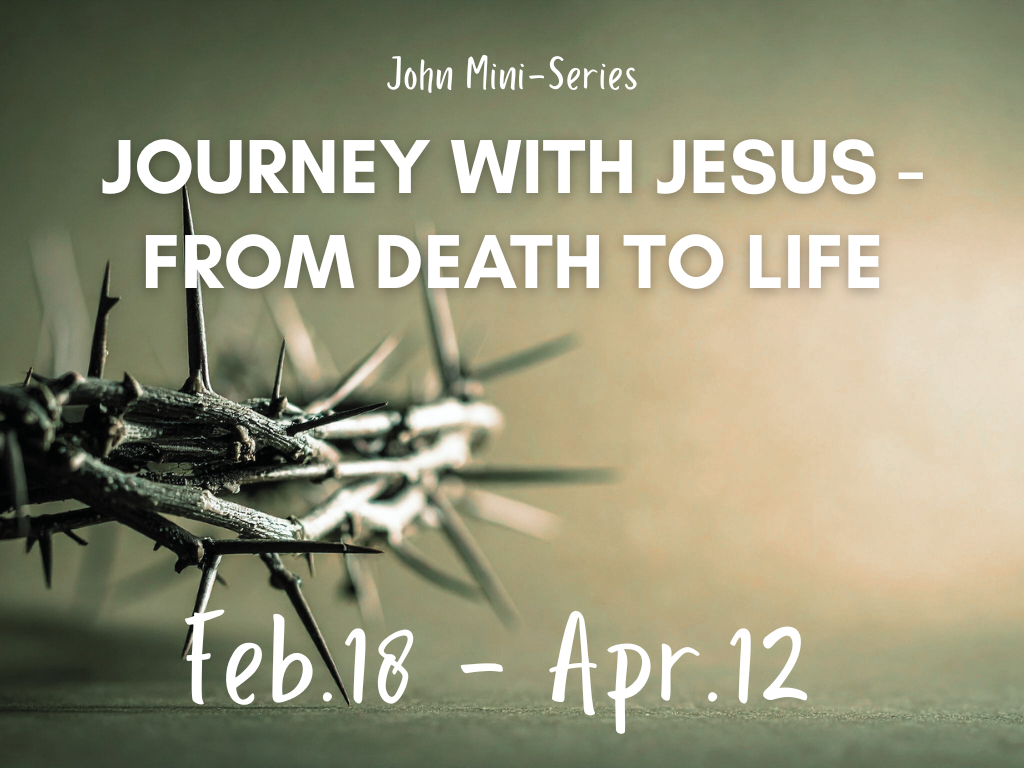 John Mini-Series
JOURNEY WITH JESUS -
FROM DEATH TO LIFE
Feb.18 - Apr.12